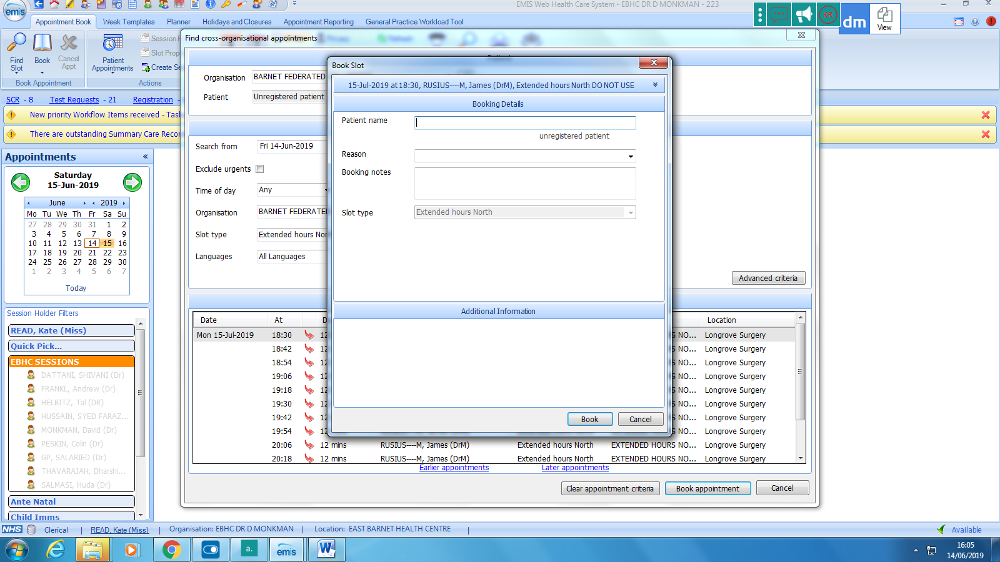 EMIS Web Health Care System - EBHC DR D MONKMAN - 223
emis
Appointment Book
Week Templates
Planner
Holidays and Closures
Appointment Reporting
General Practice Workload Tool
KR
dm
View
Find Slot
Book
Cancel Appt
Patient Appointments
Session
Slot Prop
Create Se
Book Appointment
Actions
SCR - 8
Test Requests - 21
Registration -
New priority Workflow Items received - Task
There are outstanding Summary Care Recor
Appointments
Saturday
15-Jun-2019
June
2019
Mo Tu We Th Fr Sa Su
27 28 29 30 31 1 2
3 4 5 6 7 8 9
10 11 12 13 14 15 16
17 18 19 20 21 22 23
24 25 26 27 28 29 30
1 2 3 4 5 6 7
Today
Session Holder Filters
READ, Kate (Miss)
Quick Pick...
EBHC SESSIONS
DATTANI, SHIVANI (Dr)
FRANKL, Andrew (Dr)
HELBITZ, Tal (DR)
HUSSAIN, SYED FARAZ...
MONKMAN, David (Dr)
PESKIN, Colin (Dr)
GP, SALARIED (Dr)
THAVARAJAH, Dharshi...
SALMASI, Huda (Dr)
Ante Natal
Child Imms
Find cross-organisational appointments
Organisation BARNET FEDERATED
Patient Unregistered patient
Search from Fri 14-Jun-2019
Exclude urgents
Time of day Any
Organisation BARNET FEDERATED
Slot type Extended hours Nor
Languages All Languages
Advanced criteria
Date At Location
Mon 15-Jul-2019 18:30 12 S NO... Longrove Surgery
18:42 12 S NO... Longrove Surgery
18:54 12 S NO... Longrove Surgery
19:06 12 S NO... Longrove Surgery
19:18 12 S NO... Longrove Surgery
19:30 12 S NO... Longrove Surgery
19:42 12 S NO... Longrove Surgery
19:54 12 S NO... Longrove Surgery
20:06 12 mins RUSIUS----M, James (DrM) Extended hours North EXTENDED HOURS NO... Longrove Surgery
20:18 12 mins RUSIUS----M, James (DrM) Extended hours North EXTENDED HOURS NO... Longrove Surgery
Earlier appointments
Later appointments
Clear appointment criteria
Book appointment
Cancel
Book Slot
15-Jul-2019 at 18:30, RUSIUS----M, James (DrM), Extended hours North DO NOT USE
Booking Details
Patient name
unregistered patient
Reason
Booking notes
Slot type Extended hours North
Additional Information
Book
Cancel
NHS
Clerical
READ, Kate (Miss)
Organisation: EBHC DR D MONKMAN
Location: EAST BARNET HEALTH CENTRE
Available
a.
emis
16:05
14/06/2019